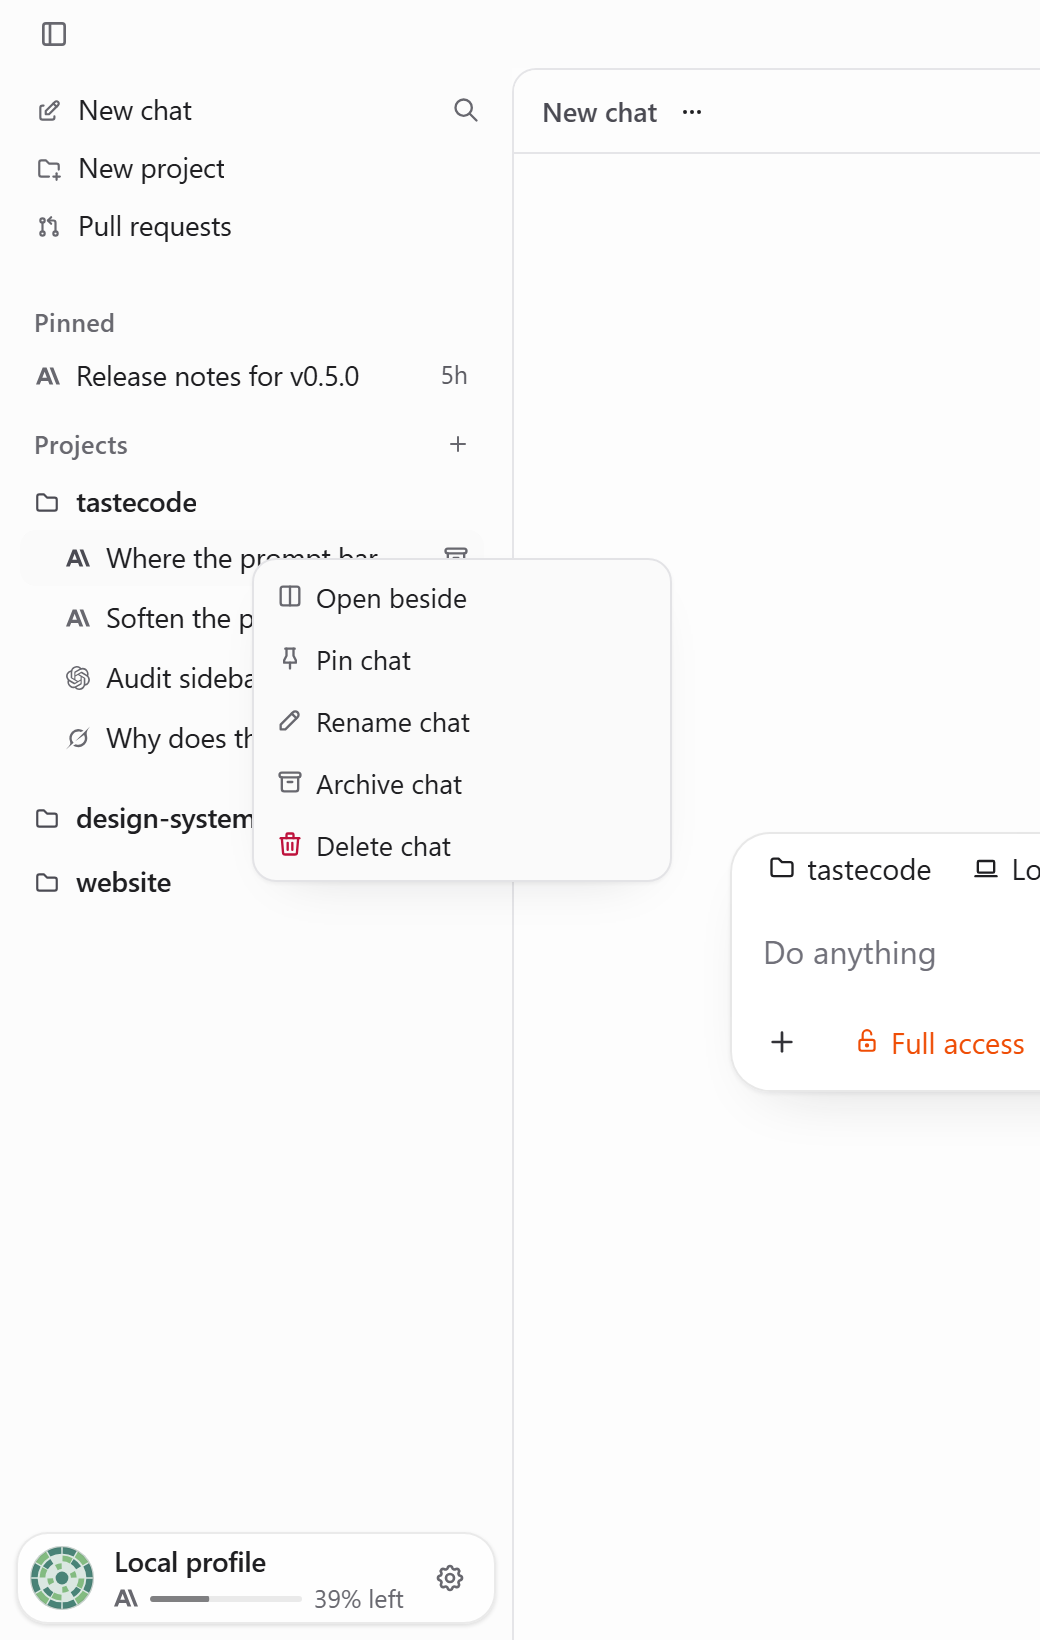 New chat
New project
Pull requests
Pinned
Release notes for v0.5.0 5h
Projects
tastecode
Where the prompt bar
Soften the
Audit
Why does
design-system
website
Open beside
Pin chat
Rename chat
Archive chat
Delete chat
New chat
tastecode
Do anything
Full access
Local profile
39% left